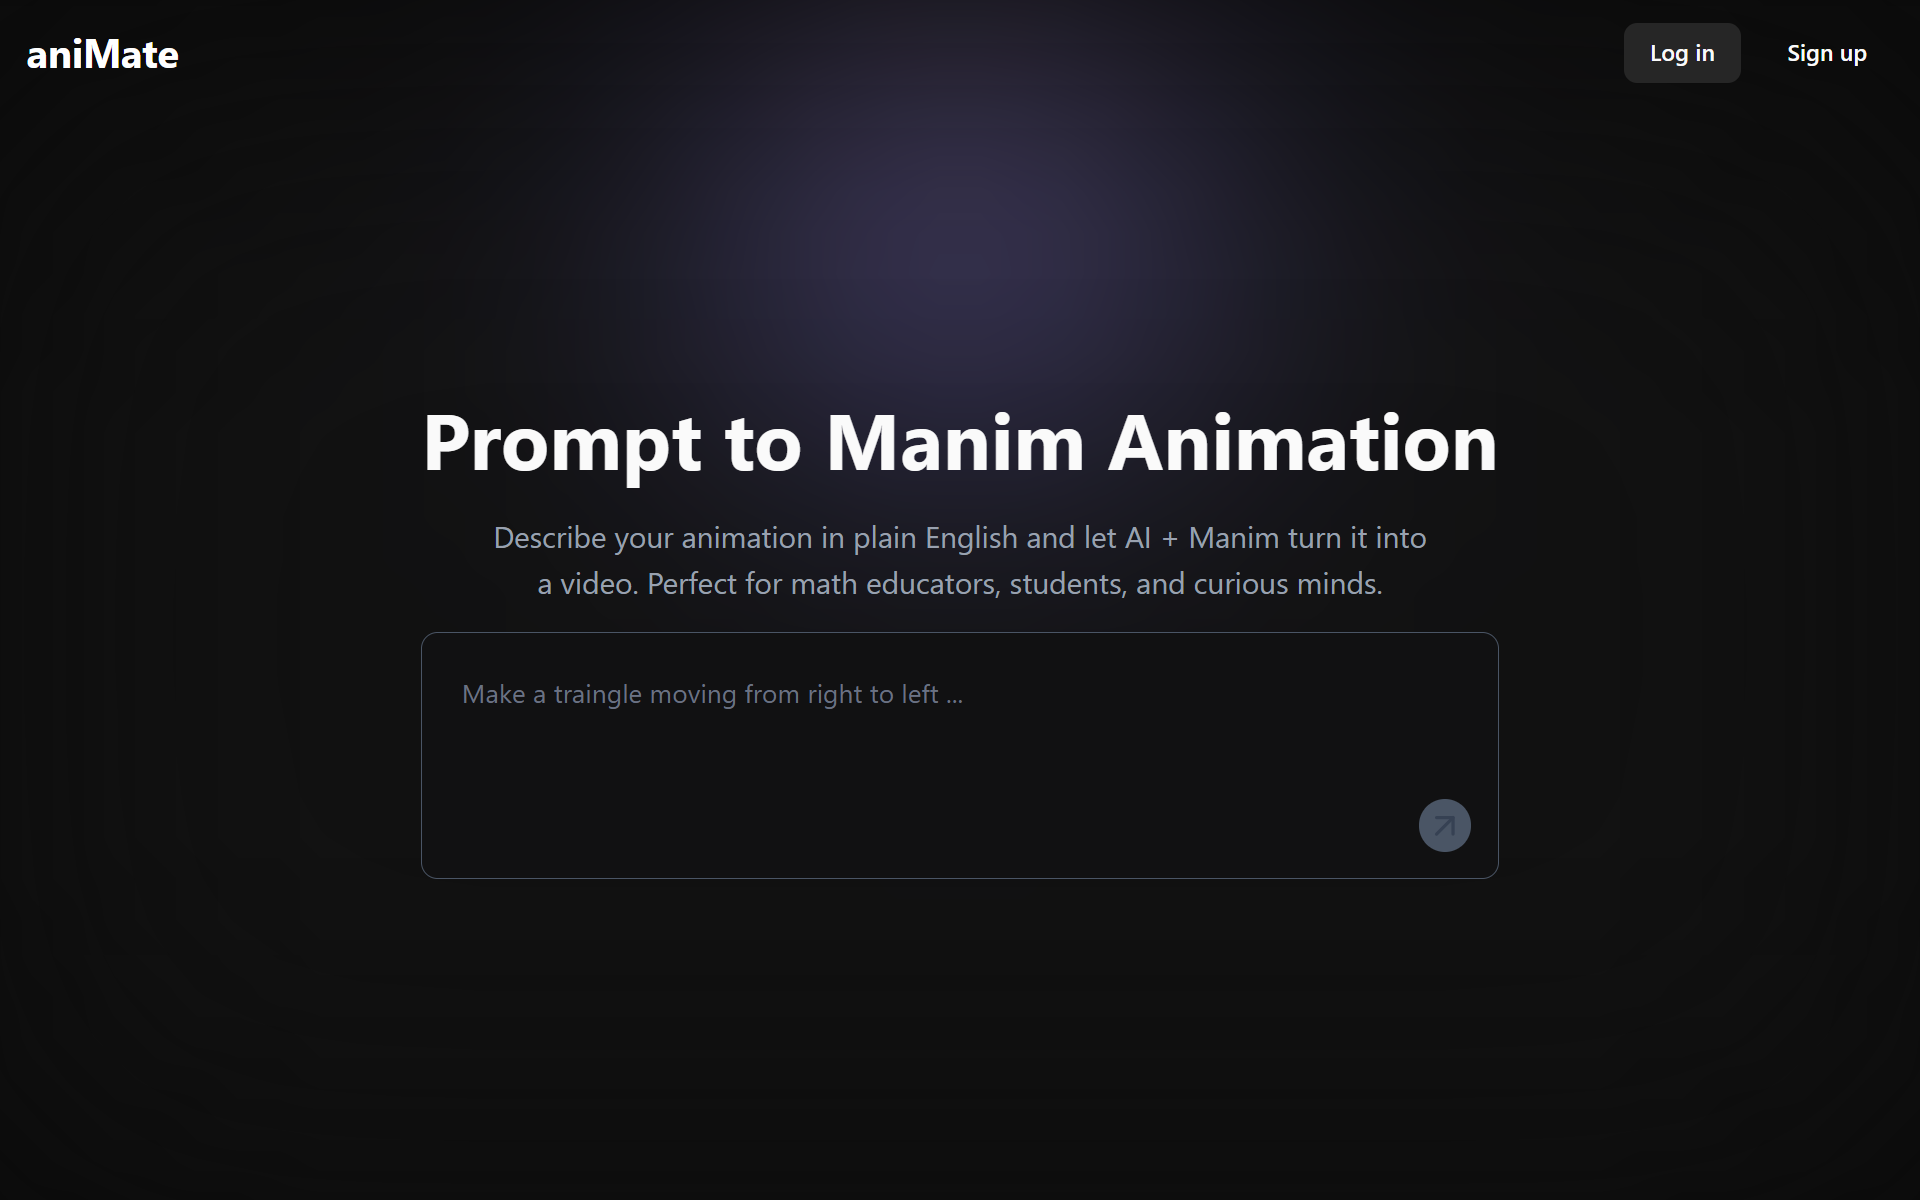 aniMate
Log in
Sign up
Prompt to Manim Animation
Describe your animation in plain English and let AI + Manim turn it into
a video. Perfect for math educators, students, and curious minds.
Make a traingle moving from right to left ...